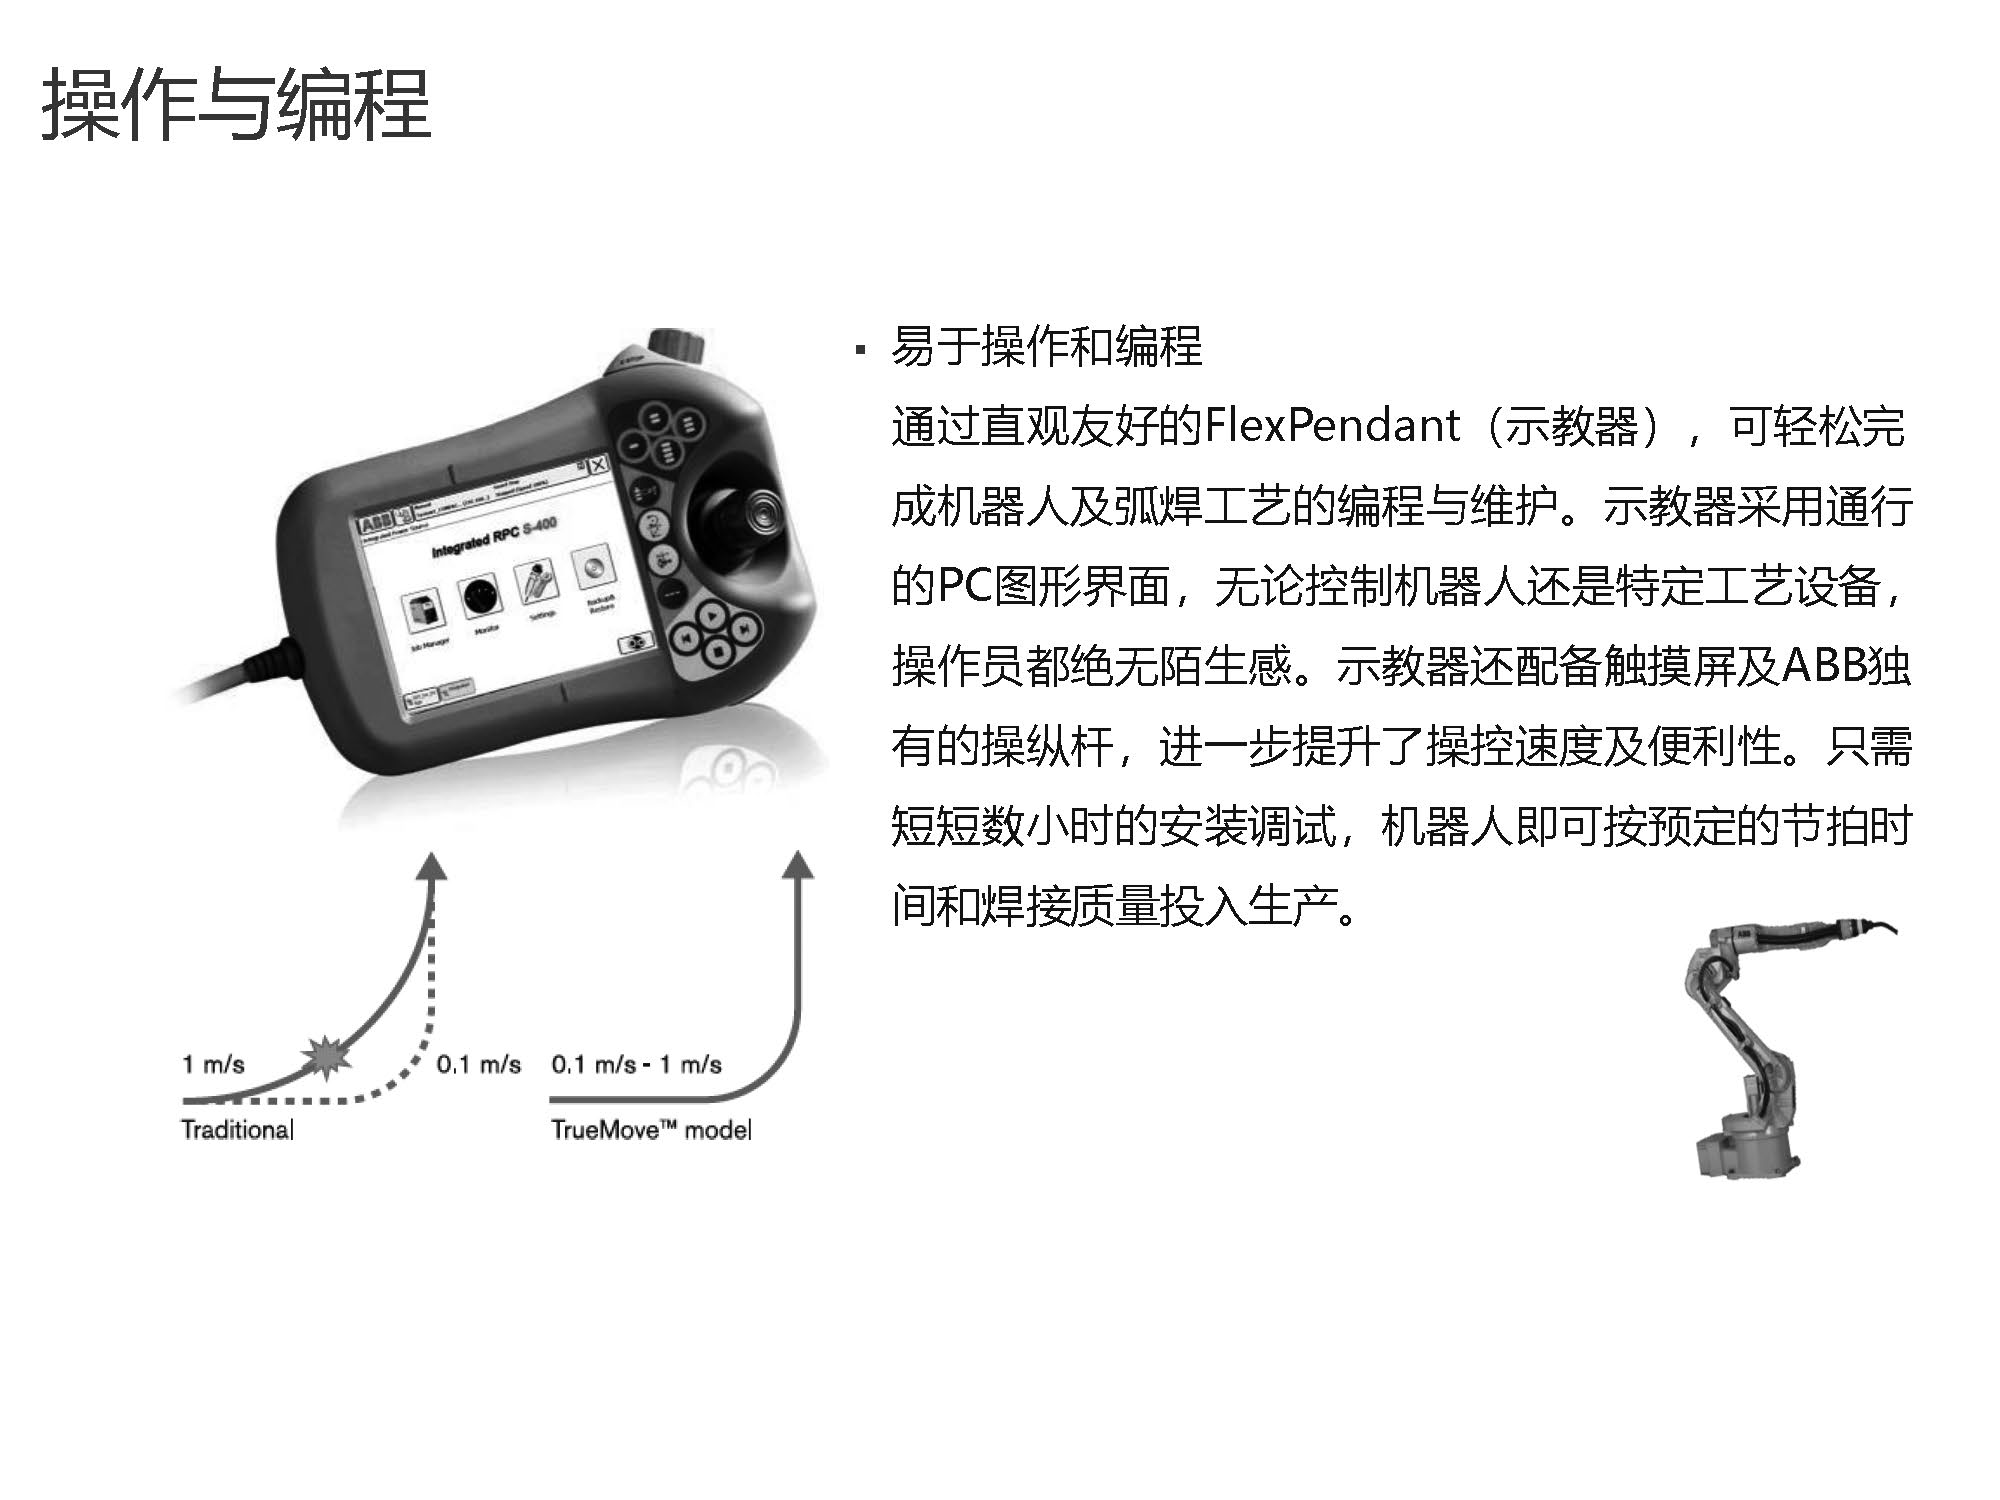 操作与编程
▪ 易于操作和编程
通过直观友好的FlexPendant（示教器），可轻松完
成机器人及弧焊工艺的编程与维护。示教器采用通行
的PC图形界面，无论控制机器人还是特定工艺设备，
操作员都绝无陌生感。示教器还配备触摸屏及ABB独
有的操纵杆，进一步提升了操控速度及便利性。只需
短短数小时的安装调试，机器人即可按预定的节拍时
间和焊接质量投入生产。
ABB
Integrated RPC S-400
Job Manager
Monitor
Settings
Backup&
Restore
1 m/s
0.1 m/s
Traditional
0.1 m/s - 1 m/s
TrueMove™ model
ABB